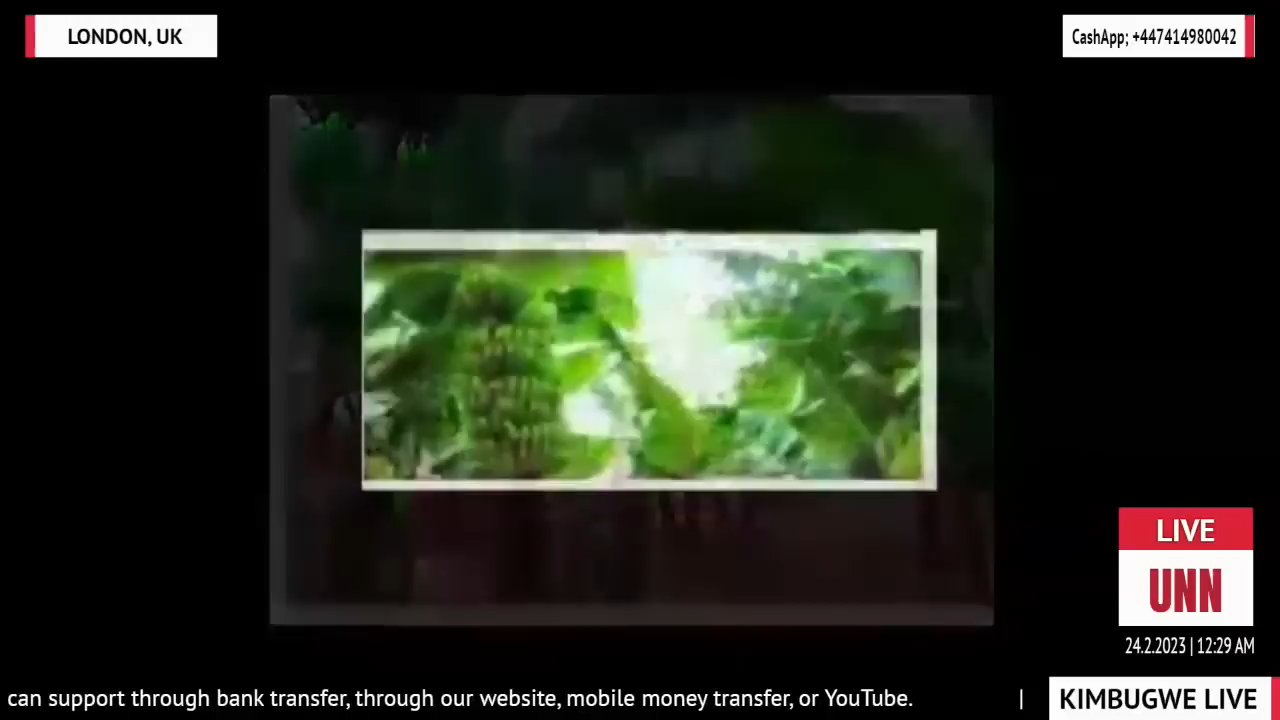 LONDON, UK
CashApp; +447414980042
LIVE
UNN
24.2.2023 | 12:29 AM
can support through bank transfer, through our website, mobile money transfer, or YouTube. |
KIMBUGWE LIVE